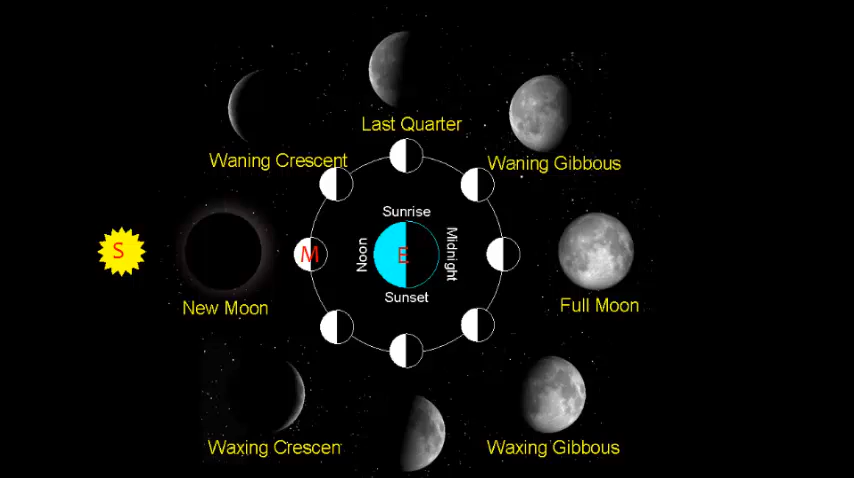 Last Quarter
Waning Crescent
Waning Gibbous
Sunrise
S
M
Noon
E
Midnight
Sunset
New Moon
Full Moon
Waxing Crescen
Waxing Gibbous